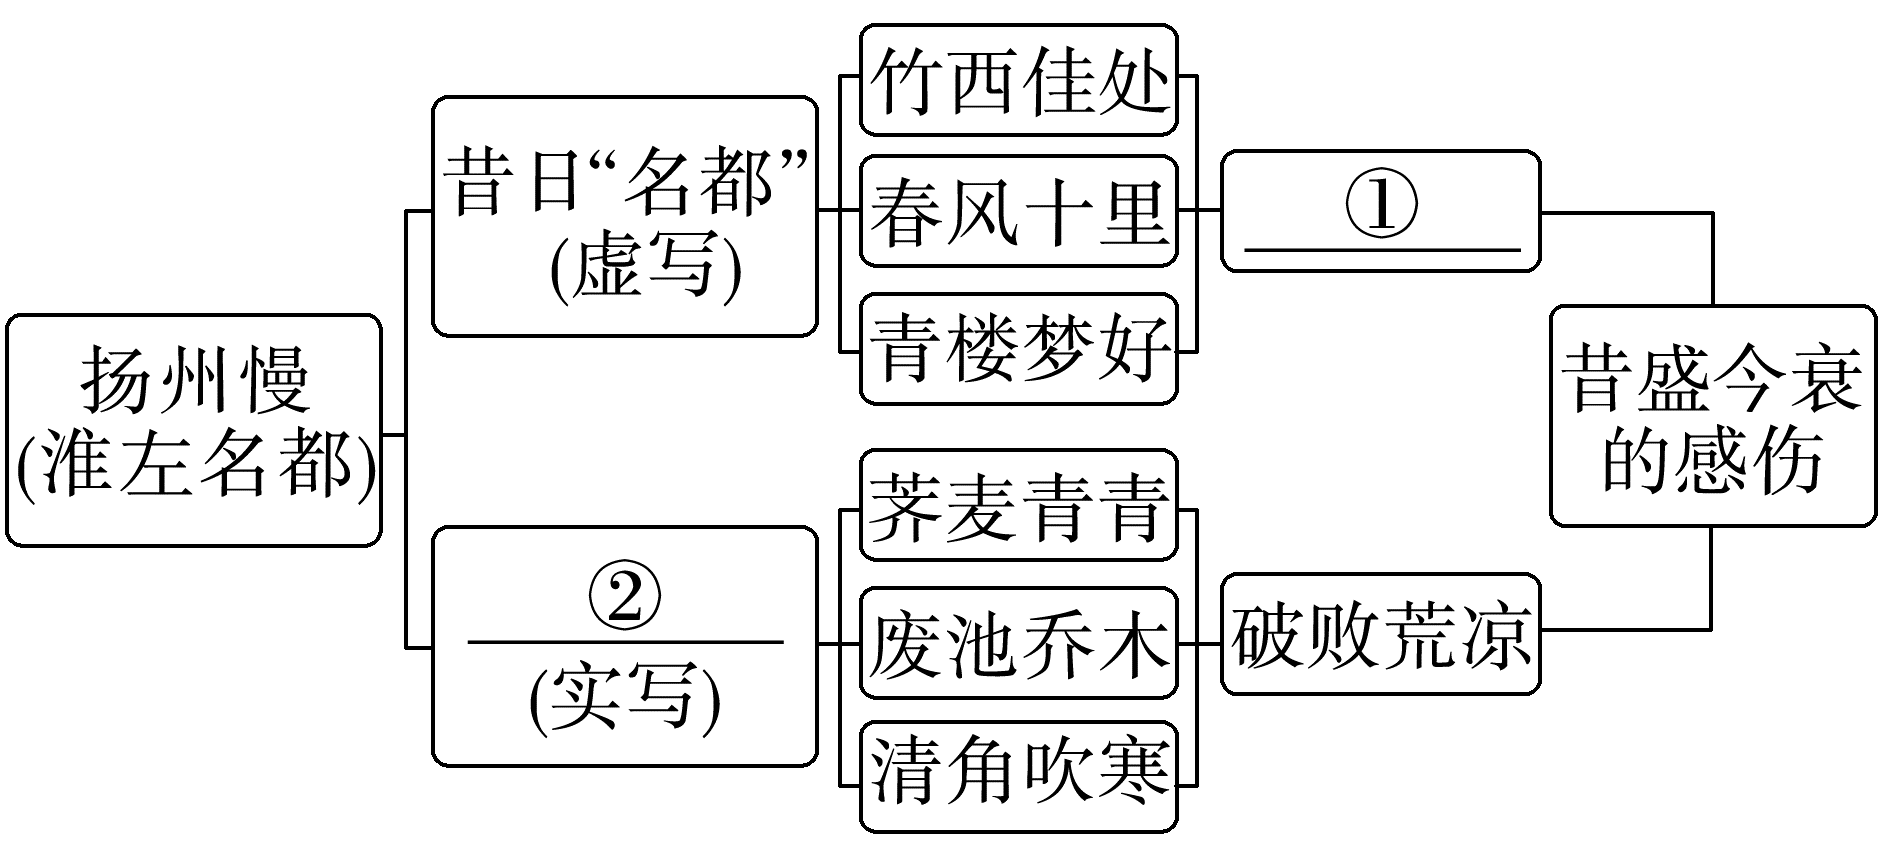 扬州慢
(淮左名都)
昔日“名都”
(虚写)
竹西佳处
春风十里
青楼梦好
①
②
(实写)
荠麦青青
废池乔木
清角吹寒
破败荒凉
昔盛今衰
的感伤